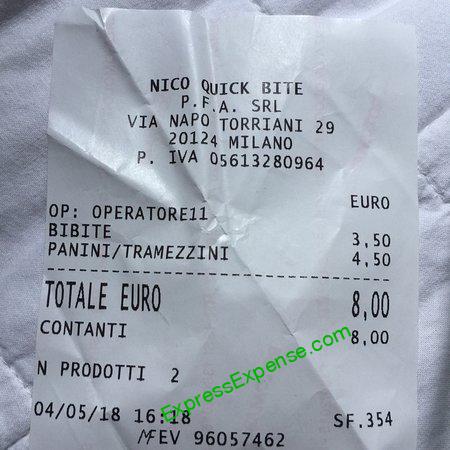 NICO QUICK BITE
P.F.A. SRL
VIA NAPO TORRIANI 29
20124 MILANO
P. IVA 05613280964
EURO
OP: OPERATORE11
BIBITE 3,50
PANINI/TRAMEZZINI 4,50
TOTALE EURO 8,00
CONTANTI 8,00
N PRODOTTI 2
04/05/18 16:18 SF.354
MFEV 96057462
ExpressExpense.com